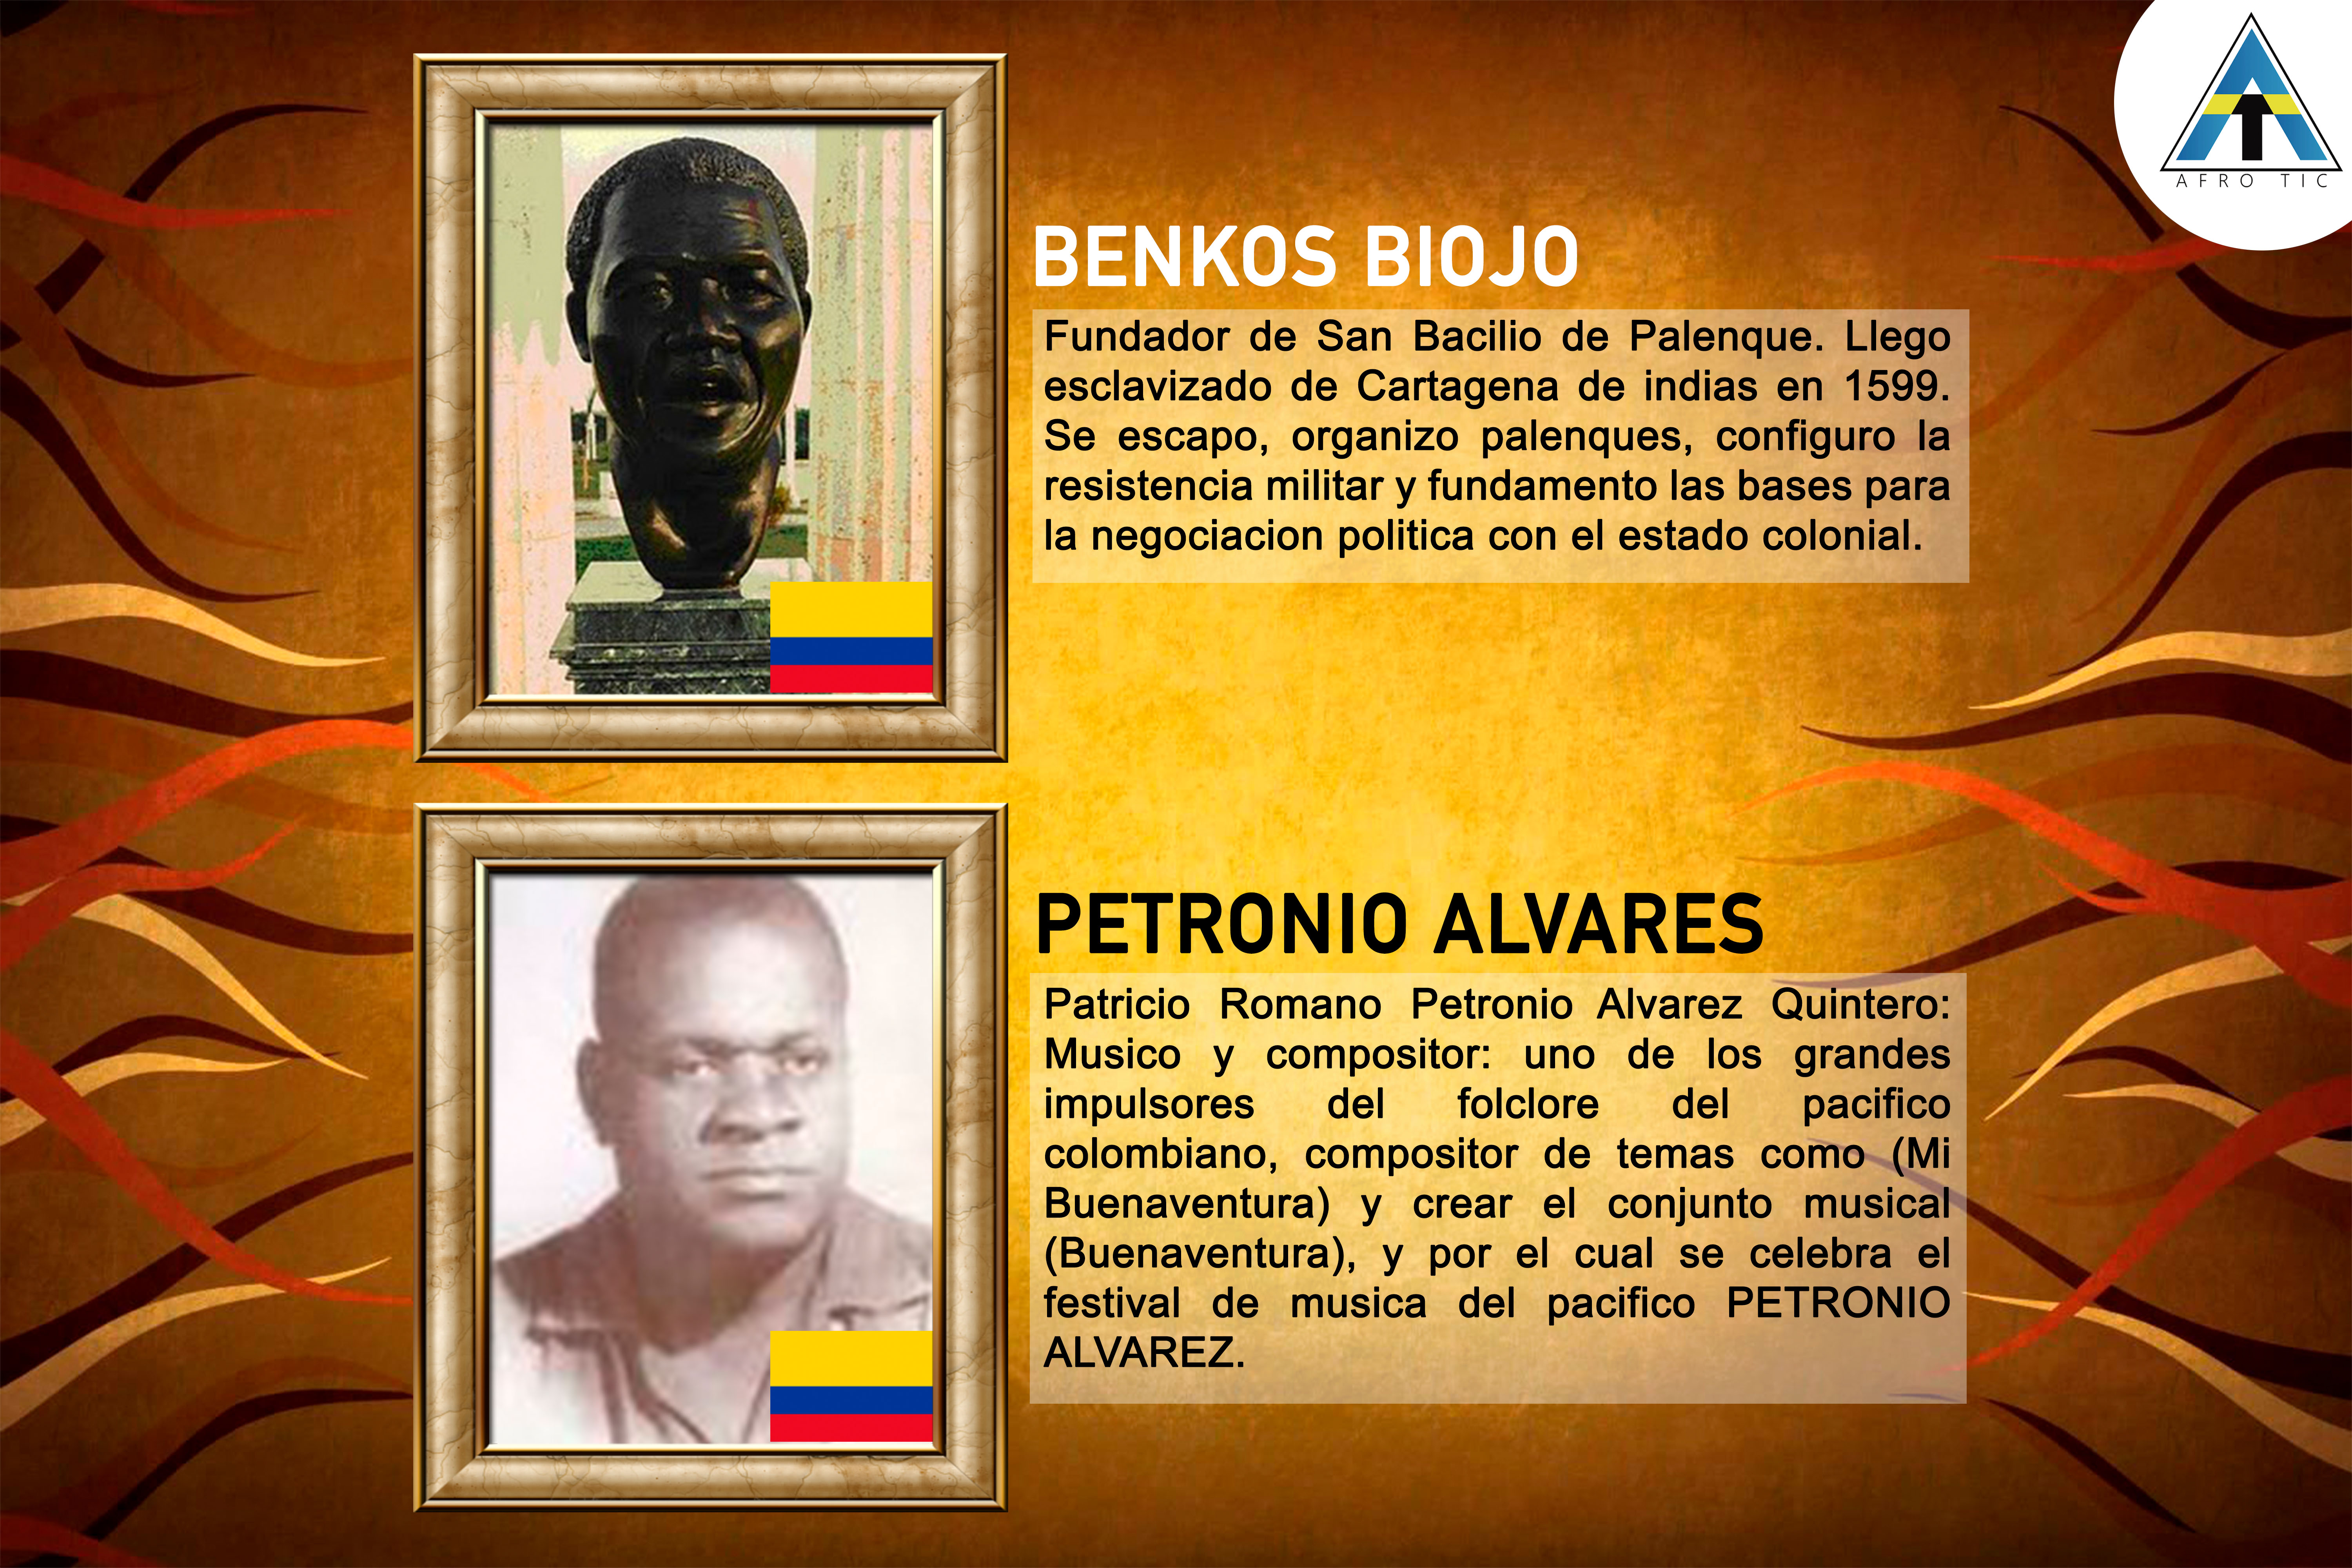 AFRO TIC
BENKOS BIOJO
Fundador de San Bacilio de Palenque. Llego
esclavizado de Cartagena de indias en 1599.
Se escapo, organizo palenques, configuro la
resistencia militar y fundamento las bases para
la negociacion politica con el estado colonial.
PETRONIO ALVARES
Patricio Romano Petronio Alvarez Quintero:
Musico y compositor: uno de los grandes
impulsores del folclore del pacifico
colombiano, compositor de temas como (Mi
Buenaventura) y crear el conjunto musical
(Buenaventura), y por el cual se celebra el
festival de musica del pacifico PETRONIO
ALVAREZ.